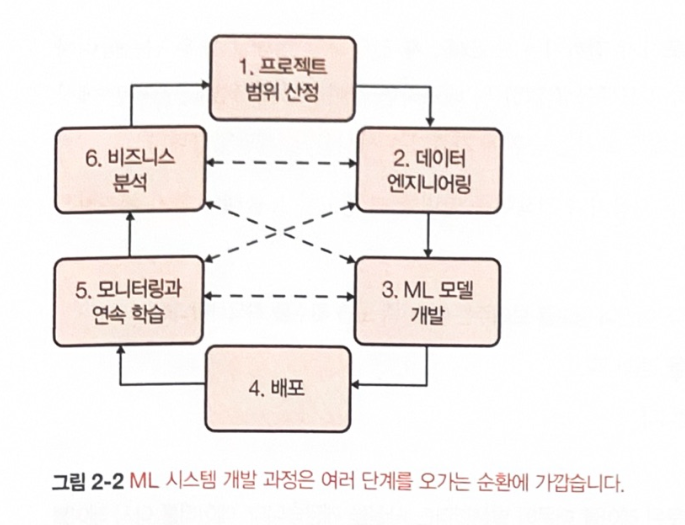 1. 프로젝트
범위 산정
6. 비즈니스
분석
2. 데이터
엔지니어링
5. 모니터링과
연속 학습
3. ML 모델
개발
4. 배포
그림 2-2 ML 시스템 개발 과정은 여러 단계를 오가는 순환에 가깝습니다.